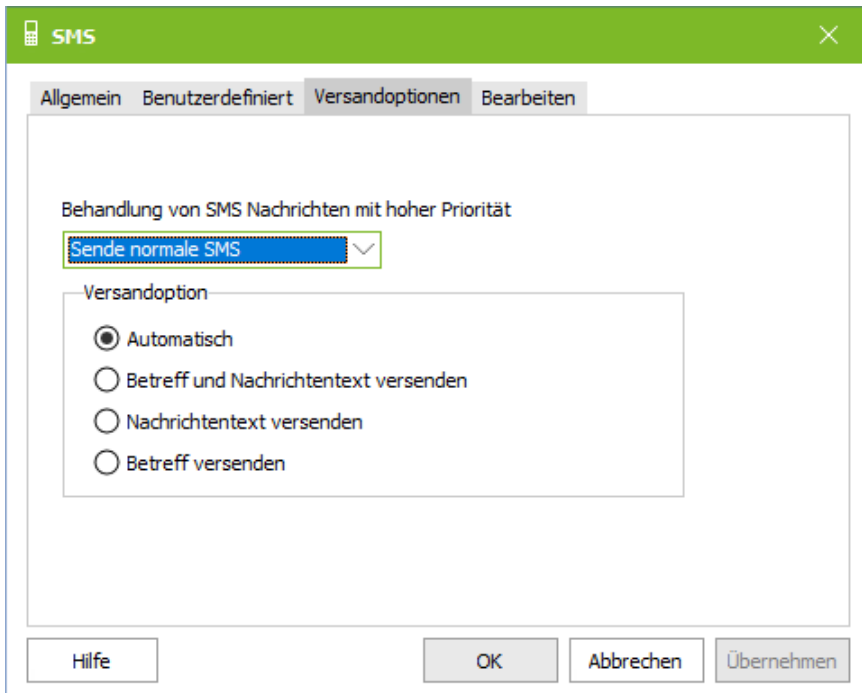 SMS
Allgemein Benutzerdefiniert Versandoptionen Bearbeiten
Behandlung von SMS Nachrichten mit hoher Priorität
Sende normale SMS
Versandoption
Automatisch
Betreff und Nachrichtentext versenden
Nachrichtentext versenden
Betreff versenden
Hilfe OK Abbrechen Übernehmen